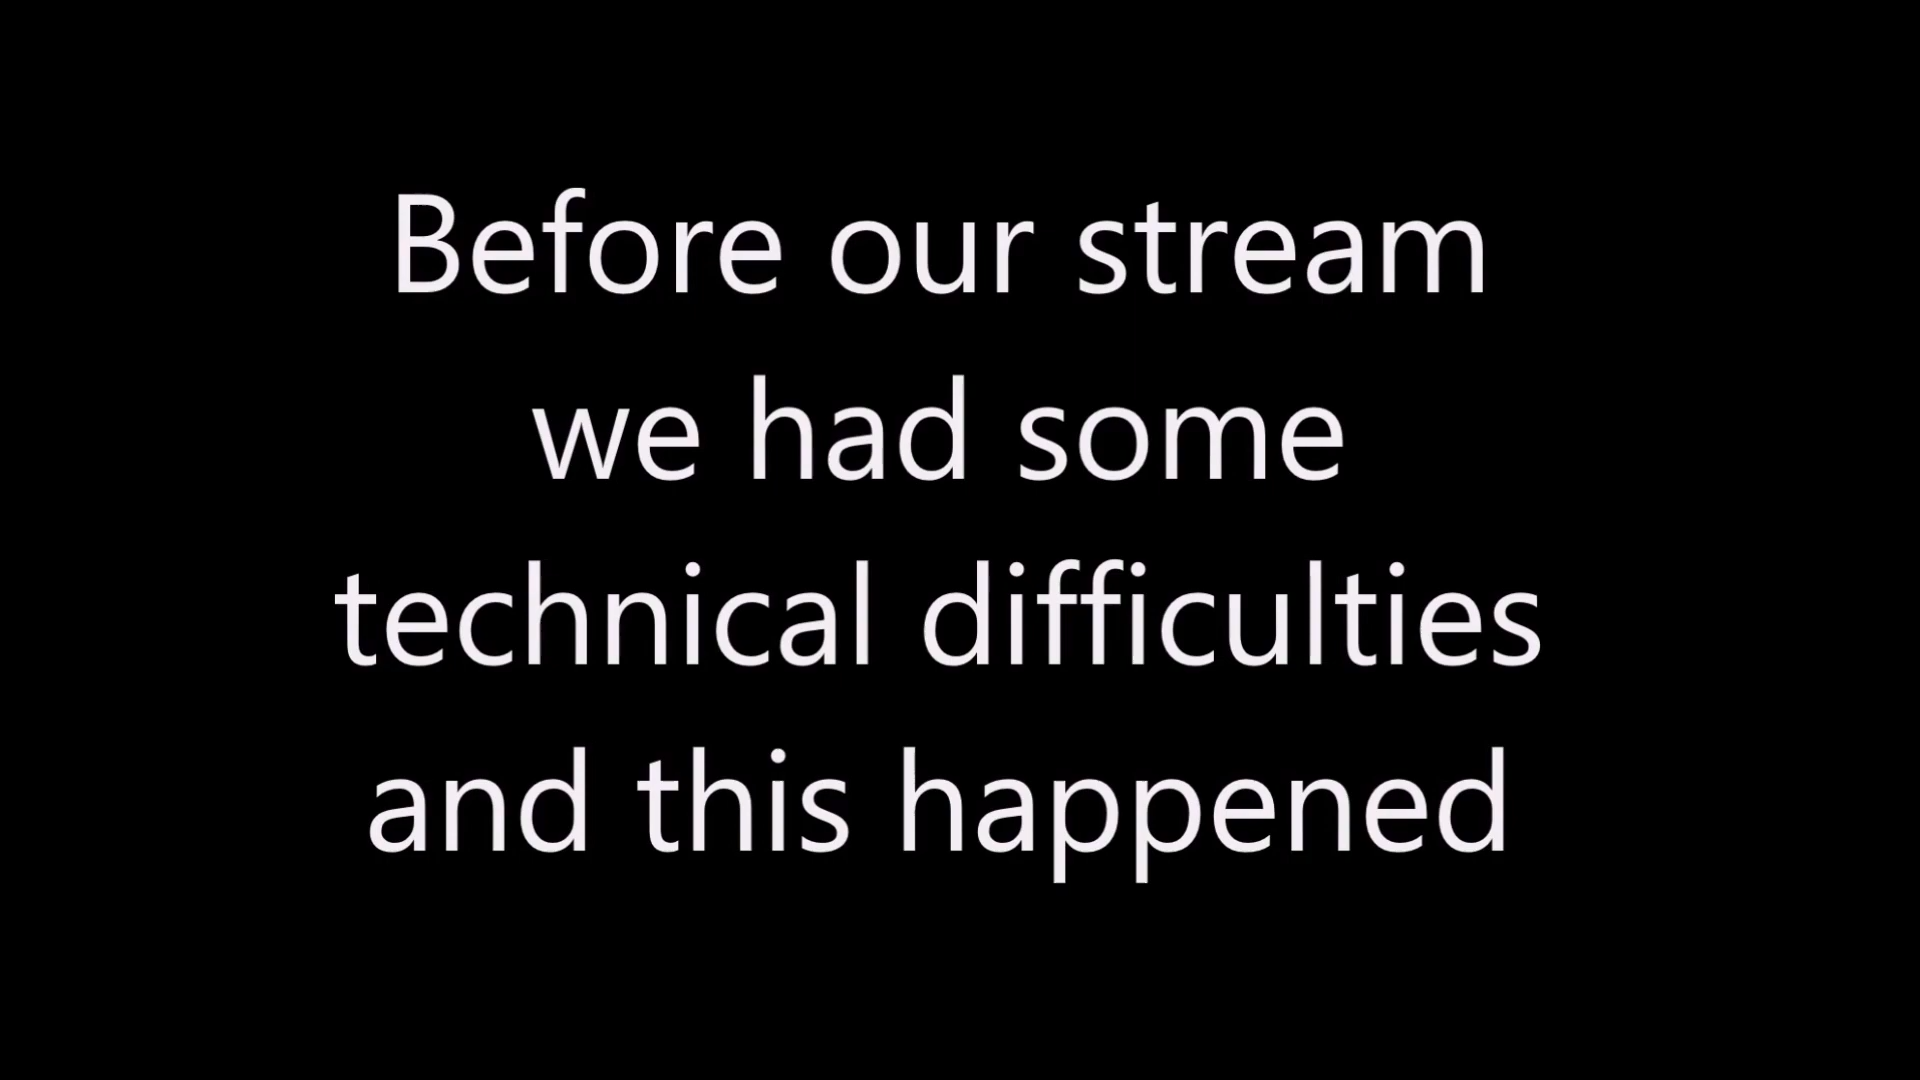 Before our stream
we had some
technical difficulties
and this happened